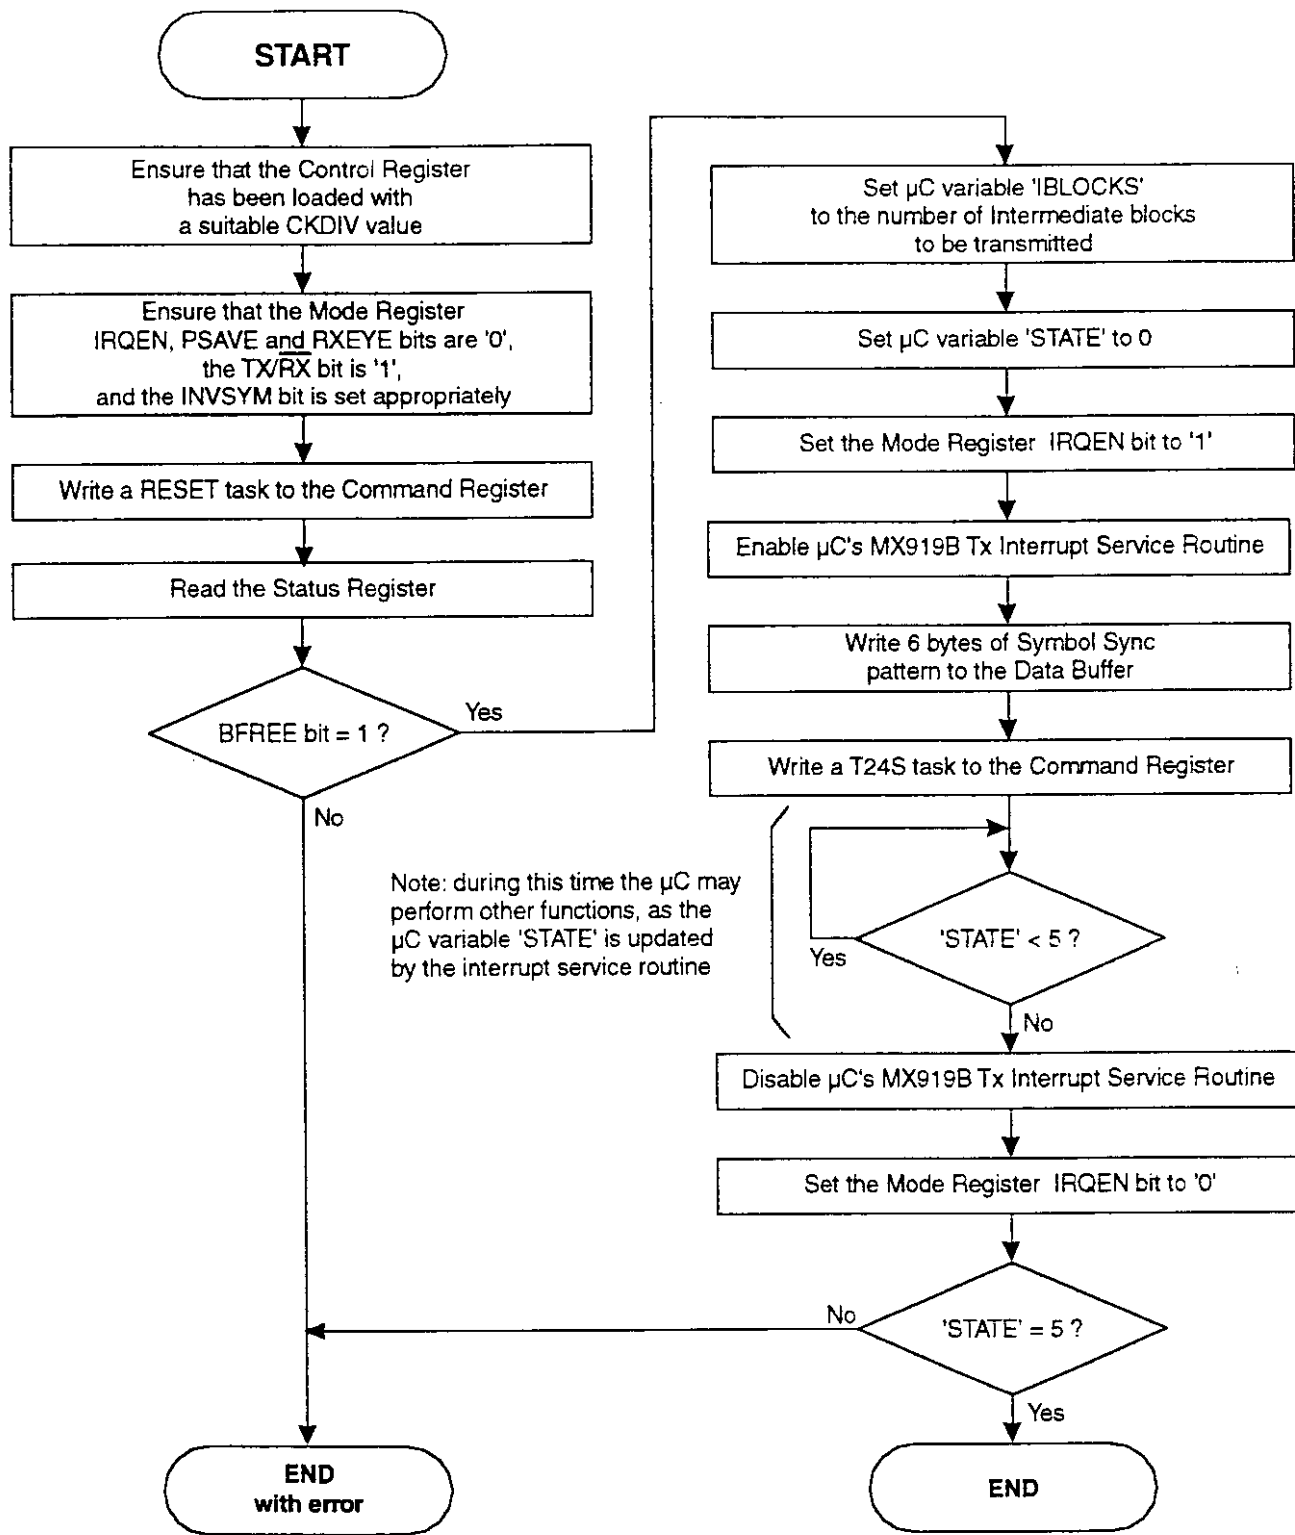 START
Ensure that the Control Register
has been loaded with
a suitable CKDIV value
Ensure that the Mode Register
IRQEN, PSAVE and RXEYE bits are '0',
the TX/R̅X̅ bit is '1',
and the INVSYM bit is set appropriately
Write a RESET task to the Command Register
Read the Status Register
BFREE bit = 1 ?
Yes
No
Set µC variable 'IBLOCKS'
to the number of Intermediate blocks
to be transmitted
Set µC variable 'STATE' to 0
Set the Mode Register IRQEN bit to '1'
Enable µC's MX919B Tx Interrupt Service Routine
Write 6 bytes of Symbol Sync
pattern to the Data Buffer
Write a T24S task to the Command Register
Note: during this time the µC may
perform other functions, as the
µC variable 'STATE' is updated
by the interrupt service routine
'STATE' < 5 ?
Yes
No
Disable µC's MX919B Tx Interrupt Service Routine
Set the Mode Register IRQEN bit to '0'
'STATE' = 5 ?
No
Yes
END
with error
END